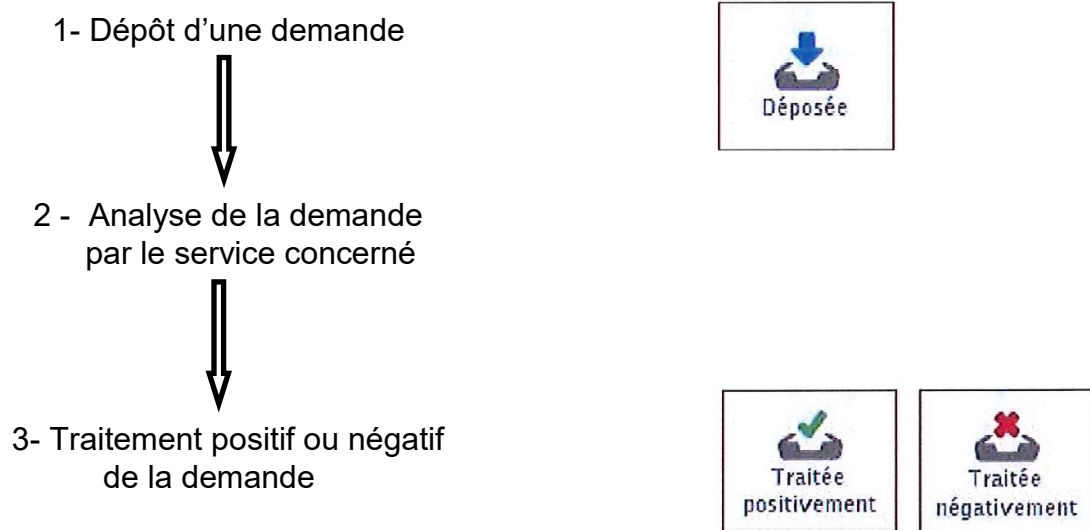 1- Dépôt d’une demande
Déposée
2 - Analyse de la demande
par le service concerné
3- Traitement positif ou négatif
de la demande
Traitée
positivement
Traitée
négativement